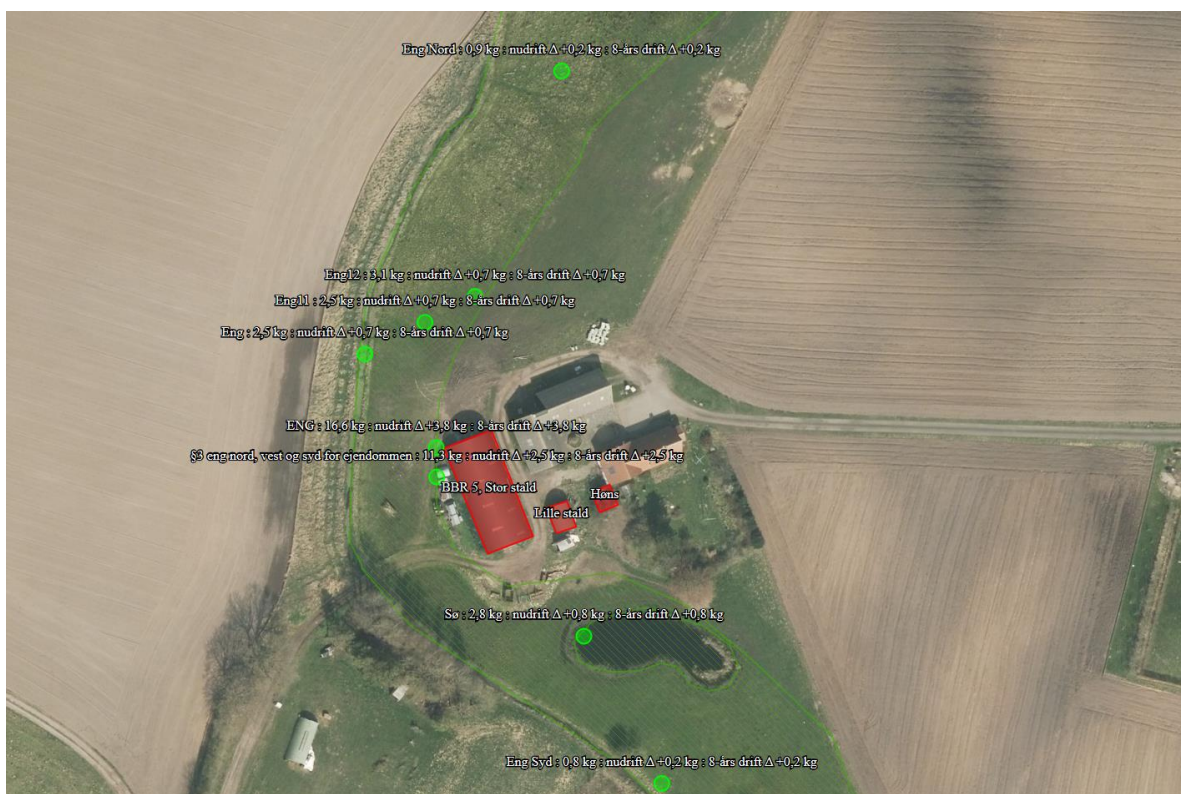 Eng Nord : 0,9 kg : nudrift Δ +0,2 kg : 8-års drift Δ +0,2 kg
Eng12 : 3,1 kg : nudrift Δ +0,7 kg : 8-års drift Δ +0,7 kg
Eng11 : 2,5 kg : nudrift Δ +0,7 kg : 8-års drift Δ +0,7 kg
Eng : 2,5 kg : nudrift Δ +0,7 kg : 8-års drift Δ +0,7 kg
ENG : 16,6 kg : nudrift Δ +3,8 kg : 8-års drift Δ +3,8 kg
§3 eng nord, vest og syd for ejendommen : 11,3 kg : nudrift Δ +2,5 kg : 8-års drift Δ +2,5 kg
BBR 5, Stor stald
Høns
Lille stald
Sø : 2,8 kg : nudrift Δ +0,8 kg : 8-års drift Δ +0,8 kg
Eng Syd : 0,8 kg : nudrift Δ +0,2 kg : 8-års drift Δ +0,2 kg